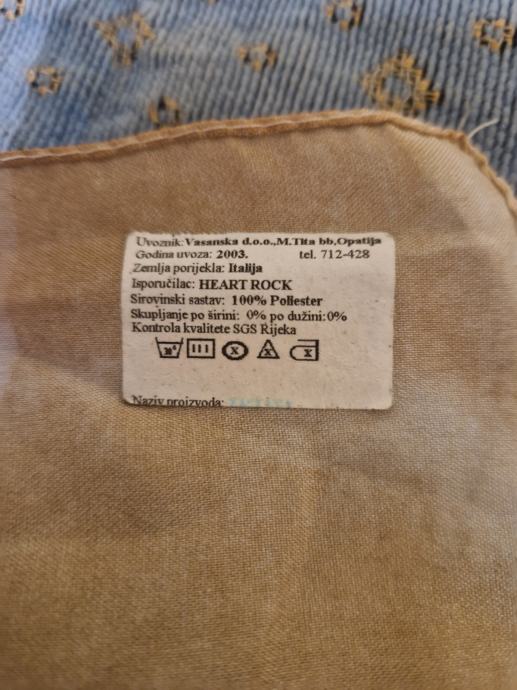 Uvoznik: Vasanska d.o.o.,M.Tita bb,Opatija
Godina uvoza: 2003. tel. 712-428
Zemlja porijekla: Italija
Isporučilac: HEART ROCK
Sirovinski sastav: 100% Poliester
Skupljanje po širini: 0% po dužini:0%
Kontrola kvalitete SGS Rijeka
Naziv proizvoda: